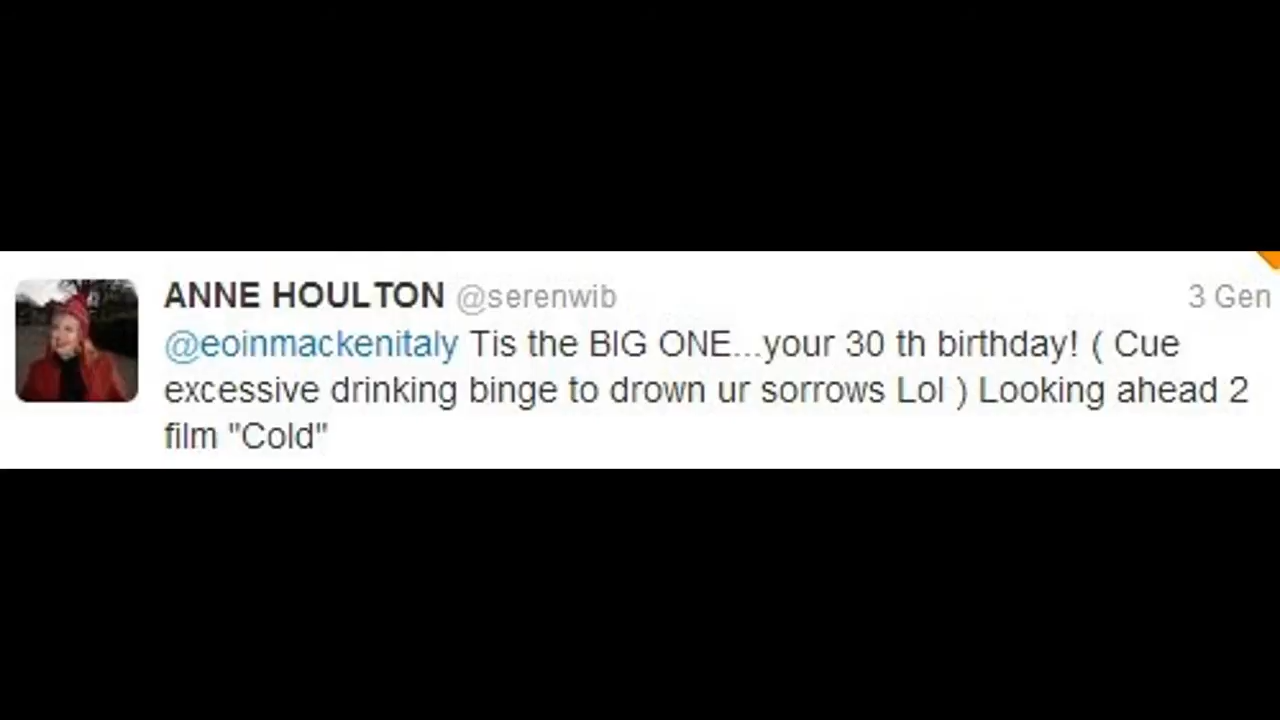 ANNE HOULTON @serenwib 3 Gen
@eoinmackenitaly Tis the BIG ONE...your 30 th birthday! ( Cue
excessive drinking binge to drown ur sorrows Lol ) Looking ahead 2
film "Cold"